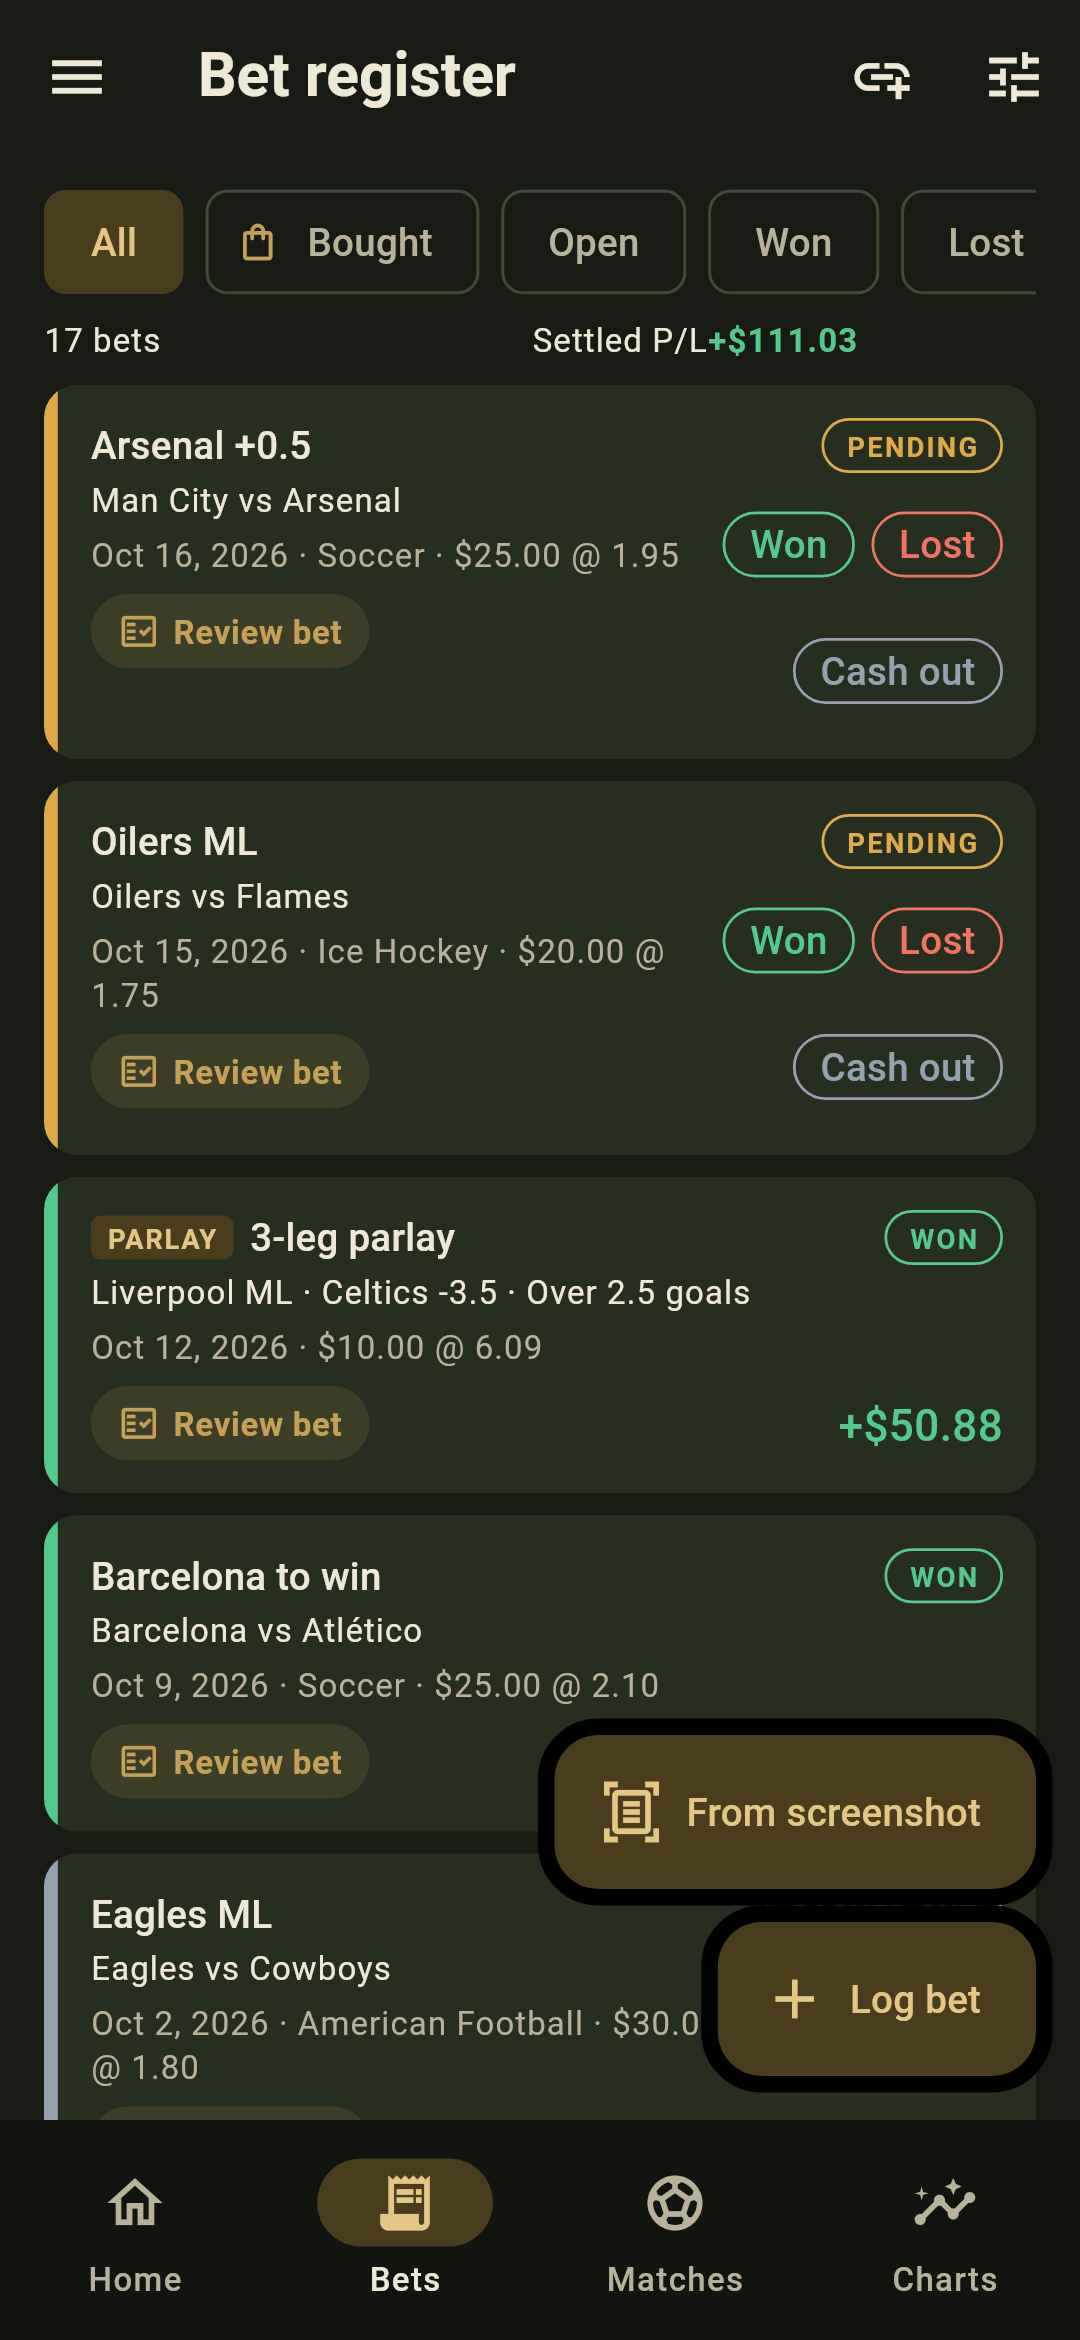 Bet register
All
Bought
Open
Won
Lost
17 bets
Settled P/L+$111.03
Arsenal +0.5
PENDING
Man City vs Arsenal
Oct 16, 2026 · Soccer · $25.00 @ 1.95
Won
Lost
Review bet
Cash out
Oilers ML
PENDING
Oilers vs Flames
Oct 15, 2026 · Ice Hockey · $20.00 @
1.75
Won
Lost
Review bet
Cash out
PARLAY
3-leg parlay
WON
Liverpool ML · Celtics -3.5 · Over 2.5 goals
Oct 12, 2026 · $10.00 @ 6.09
Review bet
+$50.88
Barcelona to win
WON
Barcelona vs Atlético
Oct 9, 2026 · Soccer · $25.00 @ 2.10
Review bet
From screenshot
Eagles ML
Eagles vs Cowboys
Oct 2, 2026 · American Football · $30.0
@ 1.80
Log bet
Home
Bets
Matches
Charts